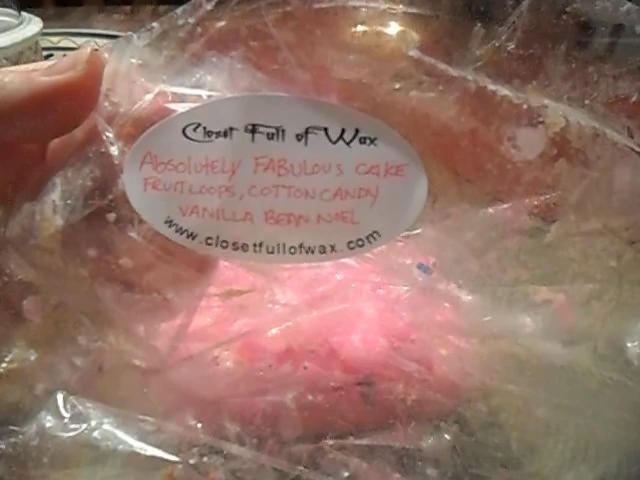 Closet Full of Wax
Absolutely Fabulous Cake
Fruitloops, Cotton Candy
Vanilla Bean Noel
www.closetfullofwax.com